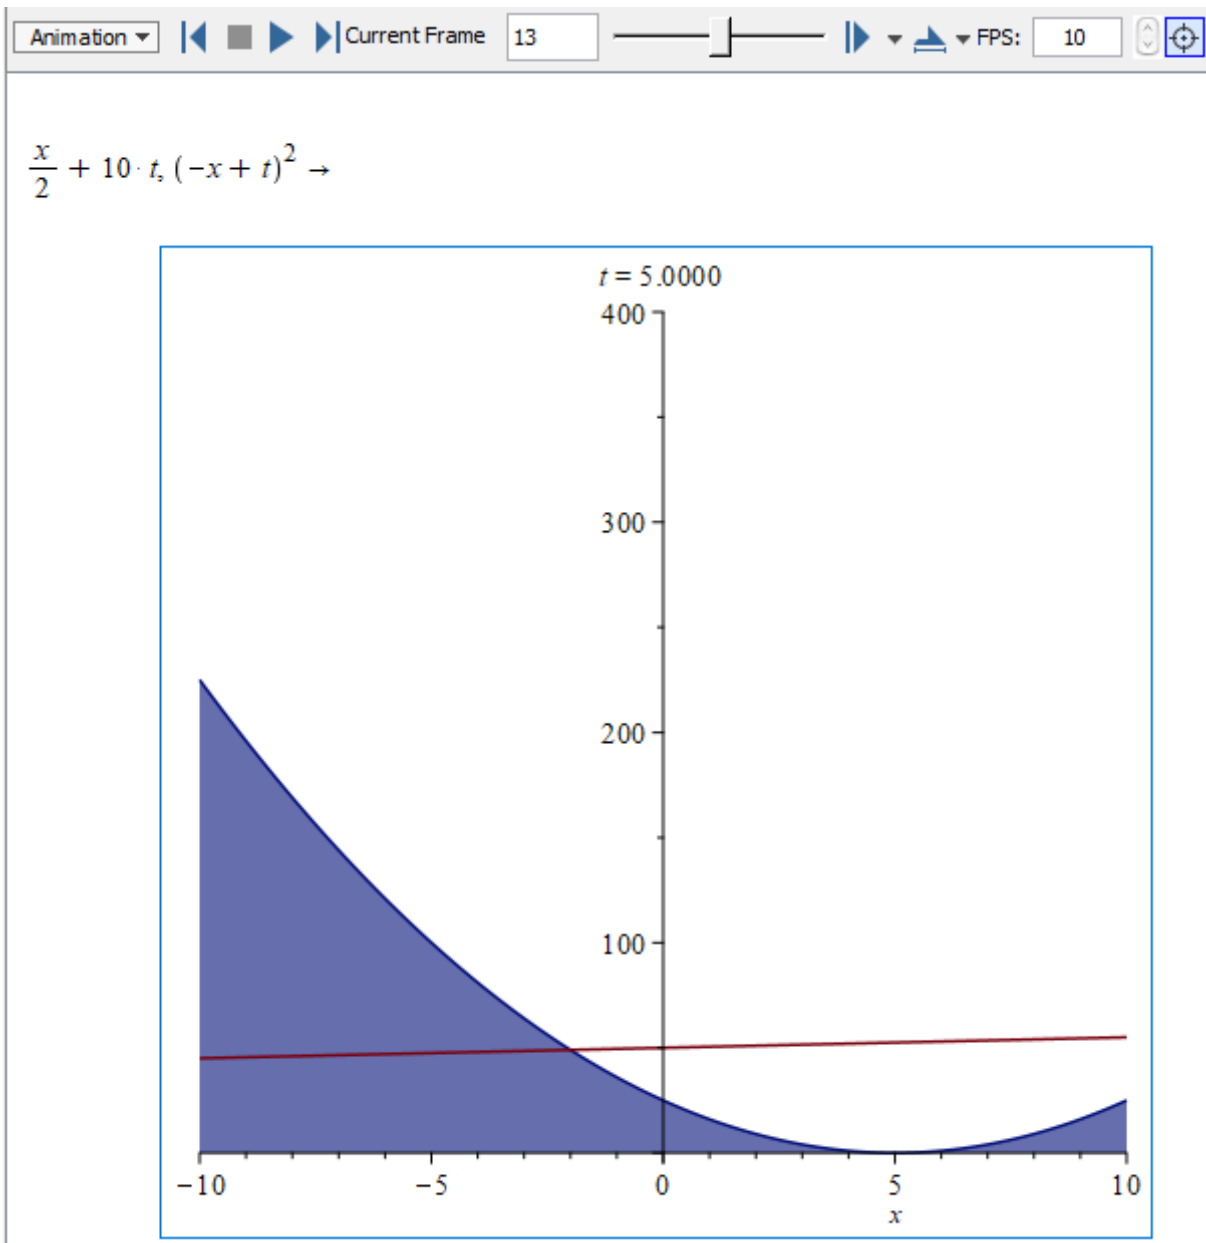 Animation Current Frame 13 FPS: 10
x/2 + 10·t, (−x + t)² →
t = 5.0000
400
300
200
100
−10 −5 0 5 10
x